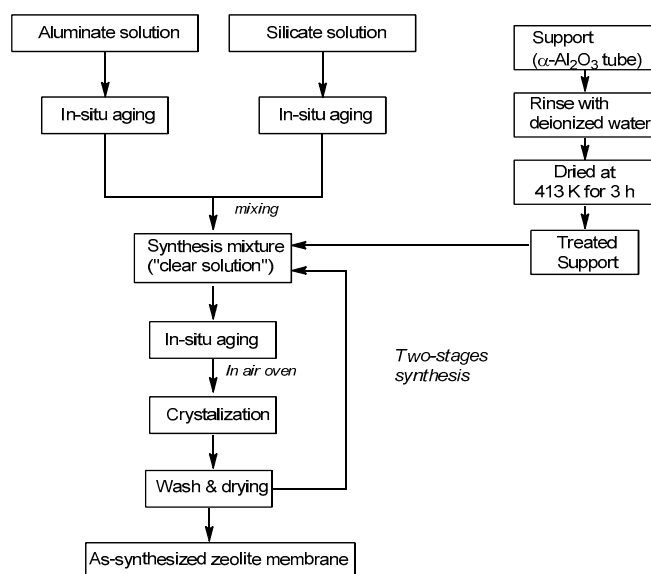 Aluminate solution
Silicate solution
Support
(α-Al2O3 tube)
In-situ aging
In-situ aging
Rinse with
deionized water
Dried at
413 K for 3 h
mixing
Synthesis mixture
("clear solution")
Treated
Support
In-situ aging
In air oven
Two-stages
synthesis
Crystalization
Wash & drying
As-synthesized zeolite membrane